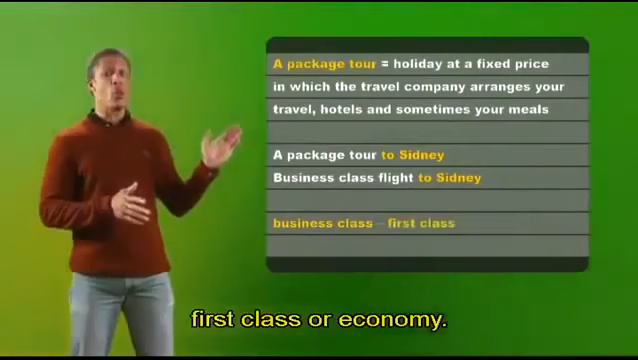 A package tour = holiday at a fixed price
in which the travel company arranges your
travel, hotels and sometimes your meals
A package tour to Sidney
Business class flight to Sidney
business class - first class
first class or economy.